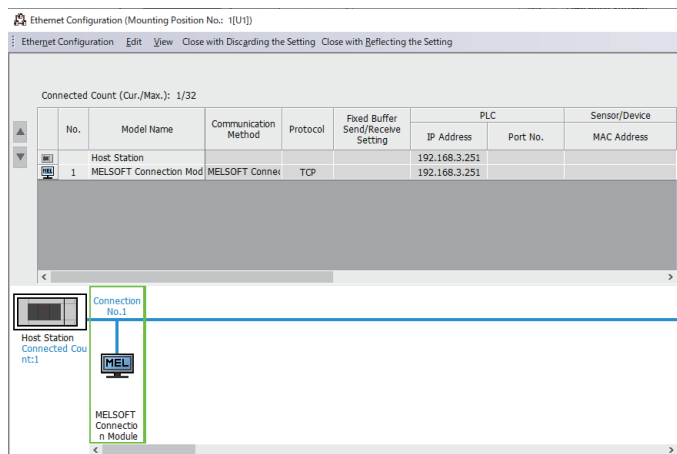 Ethernet Configuration (Mounting Position No.: 1[U1])
Ethernet Configuration Edit View Close with Discarding the Setting Close with Reflecting the Setting
Connected Count (Cur./Max.): 1/32
No. Model Name Communication Method Protocol Fixed Buffer Send/Receive Setting PLC Sensor/Device
IP Address Port No. MAC Address
Host Station 192.168.3.251
1 MELSOFT Connection Mod MELSOFT Connec TCP 192.168.3.251
Connection
No.1
Host Station
Connected Cou
nt:1
MEL
MELSOFT
Connectio
n Module